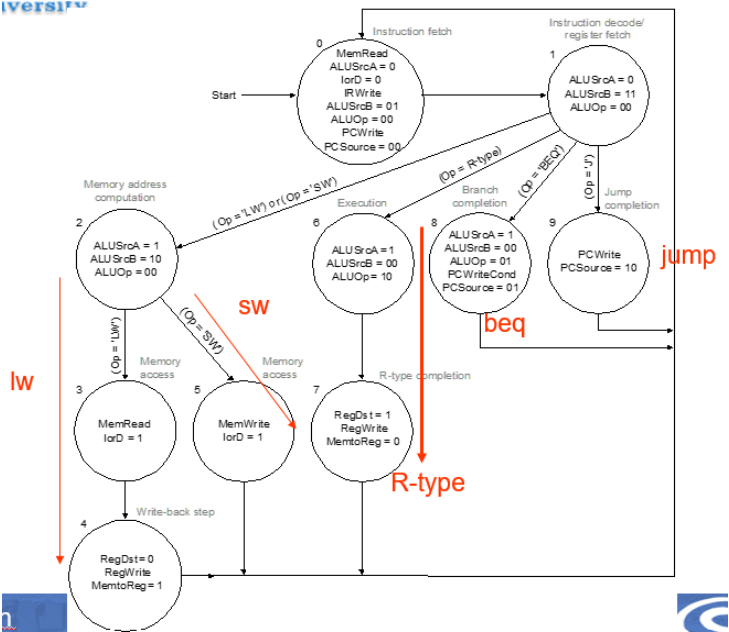 iversity
Instruction fetch
Instruction decode/
register fetch
0
MemRead
ALUSrcA = 0
IorD = 0
IRWrite
ALUSrcB = 01
ALUOp = 00
PCWrite
PCSource = 00
Start
1
ALUSrcA = 0
ALUSrcB = 11
ALUOp = 00
(Op = 'LW') or (Op = 'SW')
(Op = R-type)
(Op = 'BEQ')
(Op = 'J')
Memory address
computation
2
ALUSrcA = 1
ALUSrcB = 10
ALUOp = 00
Execution
6
ALUSrcA = 1
ALUSrcB = 00
ALUOp = 10
Branch
completion
8
ALUSrcA = 1
ALUSrcB = 00
ALUOp = 01
PCWriteCond
PCSource = 01
Jump
completion
9
PCWrite
PCSource = 10
jump
beq
sw
lw
(Op = 'LW')
(Op = 'SW')
Memory
access
3
MemRead
IorD = 1
Memory
access
5
MemWrite
IorD = 1
R-type completion
7
RegDst = 1
RegWrite
MemtoReg = 0
R-type
Write-back step
4
RegDst = 0
RegWrite
MemtoReg = 1
n